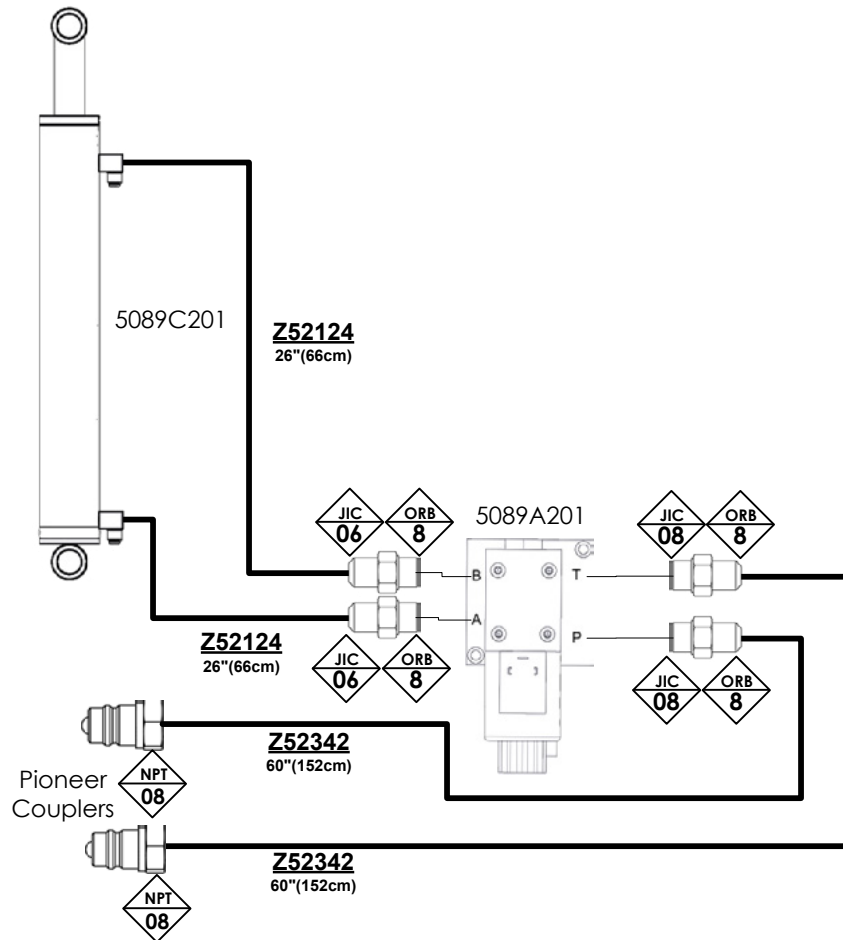 5089C201
Z52124
26"(66cm)
JIC
06
ORB
8
5089A201
JIC
08
ORB
8
B
T
A
P
Z52124
26"(66cm)
JIC
06
ORB
8
JIC
08
ORB
8
Z52342
60"(152cm)
Pioneer
Couplers
NPT
08
Z52342
60"(152cm)
NPT
08